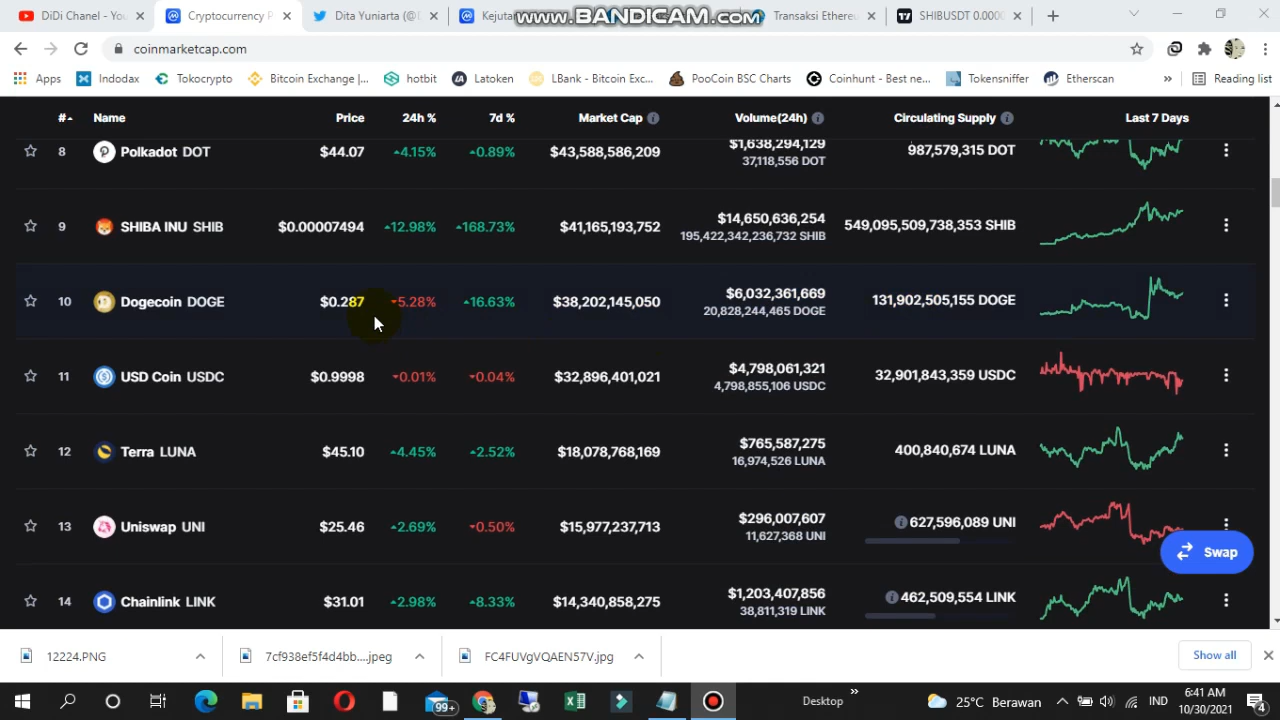 DiDi Chanel - You
Cryptocurrency P
Dita Yuniarta (@
Kejuta
www.BANDICAM.com
Transaksi Ethere
SHIBUSDT 0.000
coinmarketcap.com
Apps
Indodax
Tokocrypto
Bitcoin Exchange |...
hotbit
Latoken
LBank - Bitcoin Exc...
PooCoin BSC Charts
Coinhunt - Best ne...
Tokensniffer
Etherscan
»
Reading list
# Name Price 24h % 7d % Market Cap Volume(24h) Circulating Supply Last 7 Days
8 Polkadot DOT $44.07 4.15% 0.89% $43,588,586,209 $1,638,294,129 987,579,315 DOT
37,118,556 DOT
9 SHIBA INU SHIB $0.00007494 12.98% 168.73% $41,165,193,752 $14,650,636,254 549,095,509,738,353 SHIB
195,422,342,236,732 SHIB
10 Dogecoin DOGE $0.287 5.28% 16.63% $38,202,145,050 $6,032,361,669 131,902,505,155 DOGE
20,828,244,465 DOGE
11 USD Coin USDC $0.9998 0.01% 0.04% $32,896,401,021 $4,798,061,321 32,901,843,359 USDC
4,798,855,106 USDC
12 Terra LUNA $45.10 4.45% 2.52% $18,078,768,169 $765,587,275 400,840,674 LUNA
16,974,526 LUNA
13 Uniswap UNI $25.46 2.69% 0.50% $15,977,237,713 $296,007,607 627,596,089 UNI
11,627,368 UNI
Swap
14 Chainlink LINK $31.01 2.98% 8.33% $14,340,858,275 $1,203,407,856 462,509,554 LINK
38,811,319 LINK
12224.PNG
7cf938ef5f4d4bb....jpeg
FC4FUVgVQAEN57V.jpg
Show all
99+
Desktop
»
25°C Berawan
IND
6:41 AM
10/30/2021
4